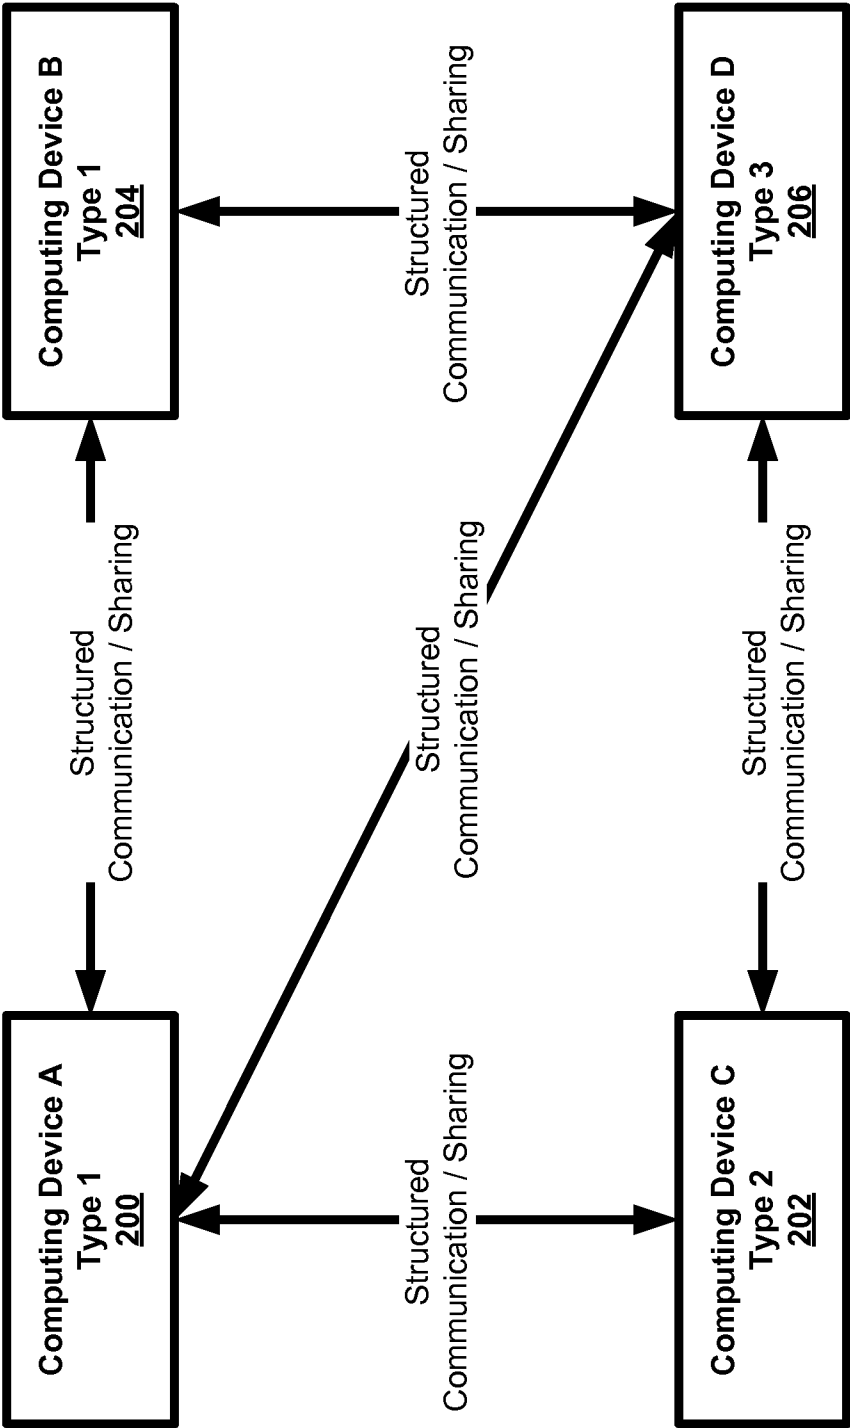 Computing Device A
Type 1
200
Structured
Communication / Sharing
Computing Device B
Type 1
204
Structured
Communication / Sharing
Structured
Communication / Sharing
Structured
Communication / Sharing
Computing Device C
Type 2
202
Structured
Communication / Sharing
Computing Device D
Type 3
206